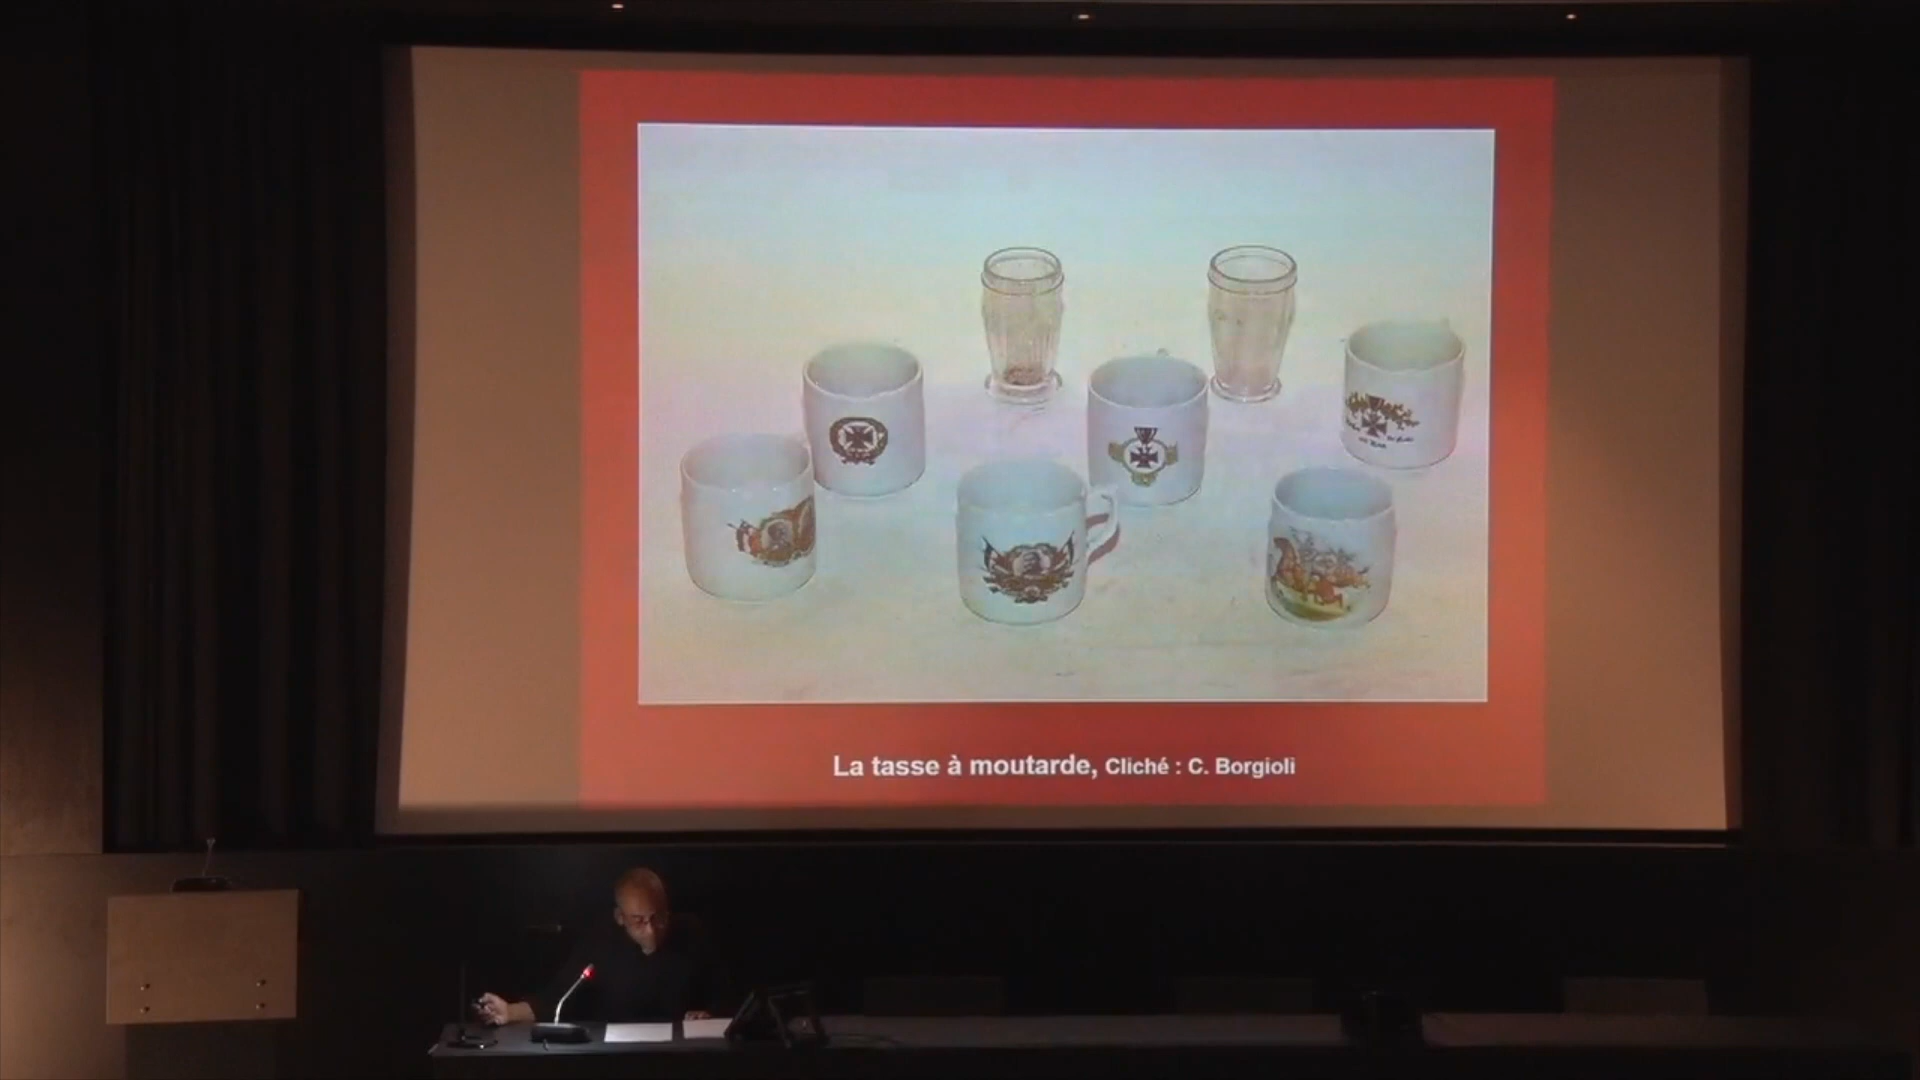 La tasse à moutarde, Cliché : C. Borgioli